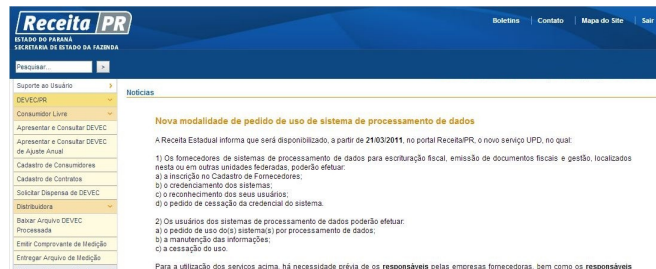 Receita PR
ESTADO DO PARANÁ
SECRETARIA DE ESTADO DA FAZENDA
Boletins
Contato
Mapa do Site
Sair
Pesquisar...
>
Suporte ao Usuário
DEVEC/PR
Consumidor Livre
Apresentar e Consultar DEVEC
Apresentar e Consultar DEVEC
de Ajuste Anual
Cadastro de Consumidores
Cadastro de Contratos
Solicitar Dispensa de DEVEC
Distribuidora
Baixar Arquivo DEVEC
Processada
Emitir Comprovante de Medição
Entregar Arquivo de Medição
Notícias
Nova modalidade de pedido de uso de sistema de processamento de dados
A Receita Estadual informa que será disponibilizado, a partir de 21/03/2011, no portal Receita/PR, o novo serviço UPD, no qual:
1) Os fornecedores de sistemas de processamento de dados para escrituração fiscal, emissão de documentos fiscais e gestão, localizados
nesta ou em outras unidades federadas, poderão efetuar:
a) a inscrição no Cadastro de Fornecedores;
b) o credenciamento dos sistemas;
c) o reconhecimento dos seus usuários;
d) o pedido de cessação da credencial do sistema.
2) Os usuários dos sistemas de processamento de dados poderão efetuar:
a) o pedido de uso do(s) sistema(s) por processamento de dados;
b) a manutenção das informações;
c) a cessação do uso.
Para a utilização dos serviços acima, há necessidade prévia de os responsáveis pelas empresas fornecedoras, bem como os responsáveis